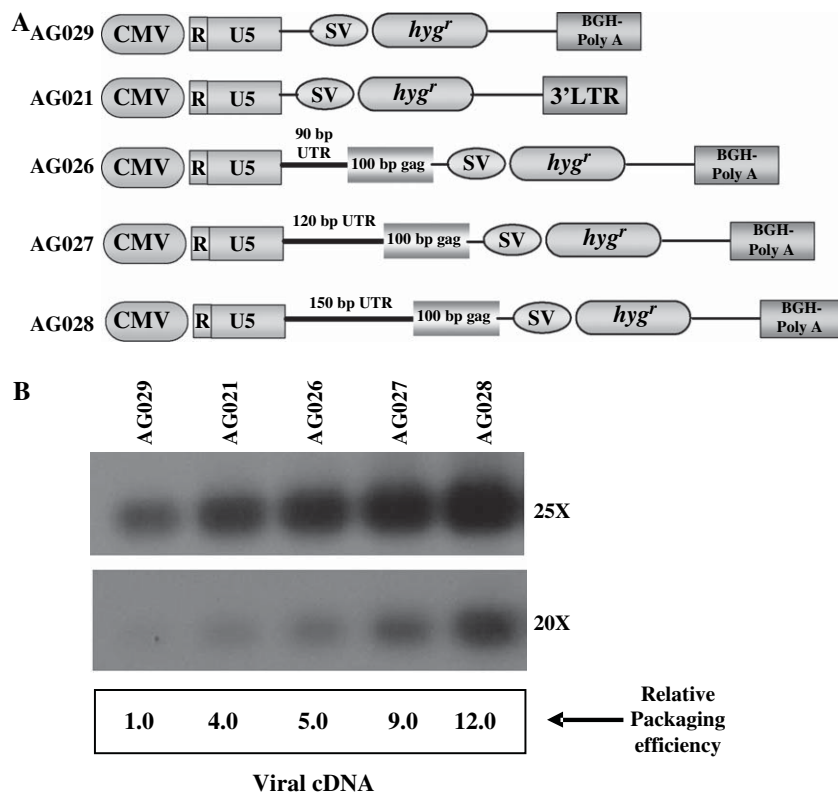 A
AG029 CMV R U5 SV hygr BGH-
Poly A
AG021 CMV R U5 SV hygr 3'LTR
90 bp
UTR
AG026 CMV R U5 100 bp gag SV hygr BGH-
Poly A
120 bp UTR
AG027 CMV R U5 100 bp gag SV hygr BGH-
Poly A
150 bp UTR
AG028 CMV R U5 100 bp gag SV hygr BGH-
Poly A
B
AG029 AG021 AG026 AG027 AG028
25X
20X
1.0 4.0 5.0 9.0 12.0
Relative
Packaging
efficiency
Viral cDNA